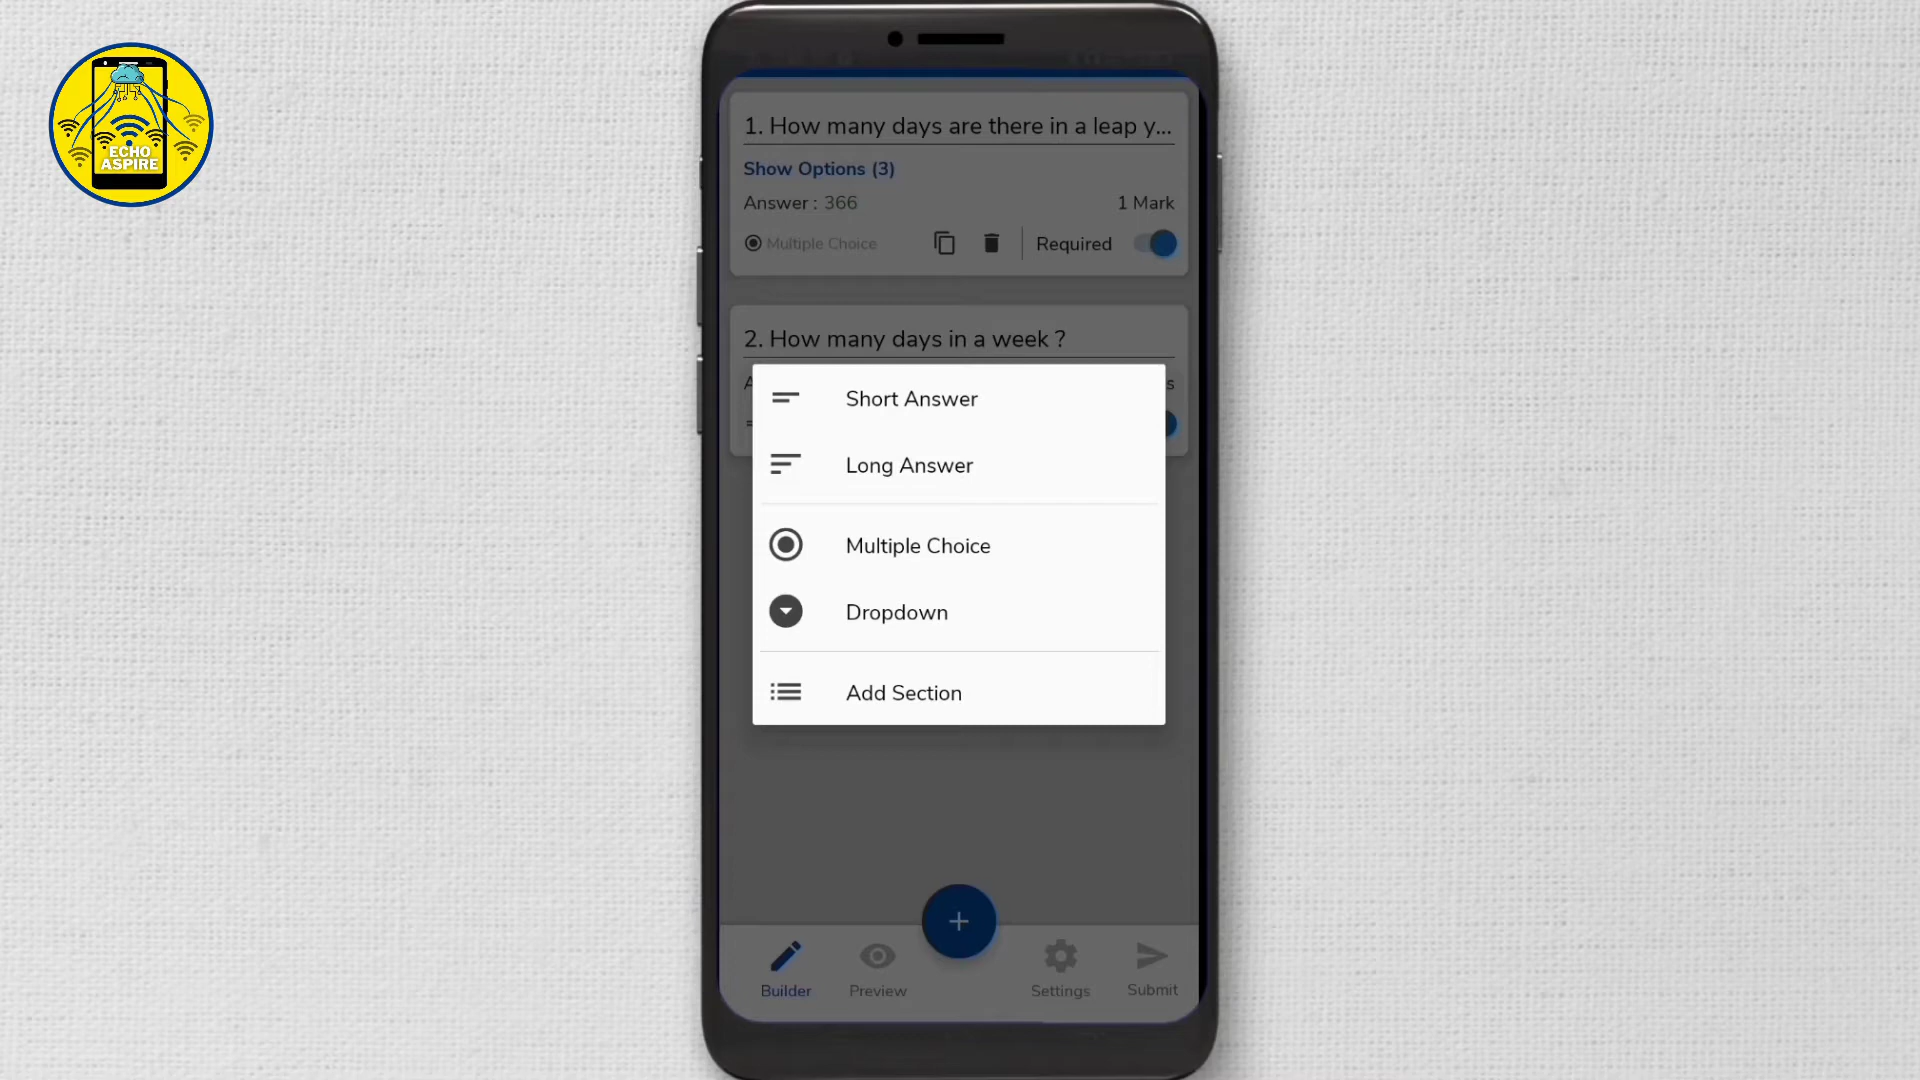 ECHO
ASPIRE
1. How many days are there in a leap y...
Show Options (3)
Answer : 366
1 Mark
Multiple Choice
Required
2. How many days in a week ?
Short Answer
Long Answer
Multiple Choice
Dropdown
Add Section
+
Builder
Preview
Settings
Submit